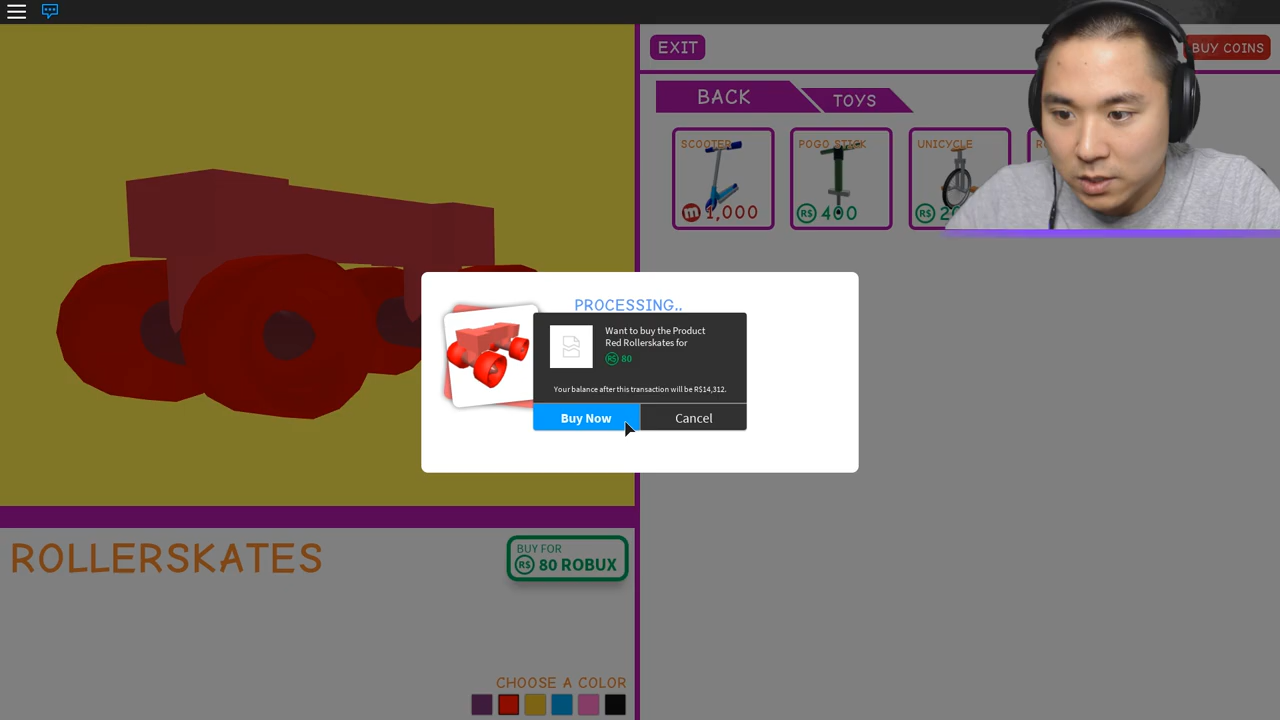 EXIT
BUY COINS
BACK
TOYS
SCOOTER
1,000
POGO STICK
R$ 400
UNICYCLE
R$
PROCESSING..
Want to buy the Product
Red Rollerskates for
R$ 80
Your balance after this transaction will be R$14,312.
Buy Now
Cancel
ROLLERSKATES
BUY FOR
R$ 80 ROBUX
CHOOSE A COLOR